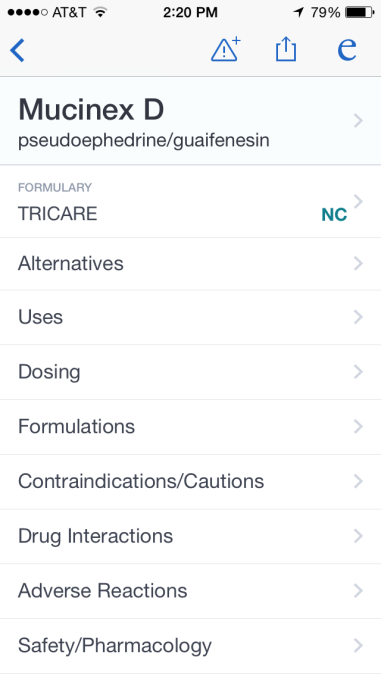 AT&T 2:20 PM 79%
e
Mucinex D
pseudoephedrine/guaifenesin
FORMULARY
TRICARE NC
Alternatives
Uses
Dosing
Formulations
Contraindications/Cautions
Drug Interactions
Adverse Reactions
Safety/Pharmacology